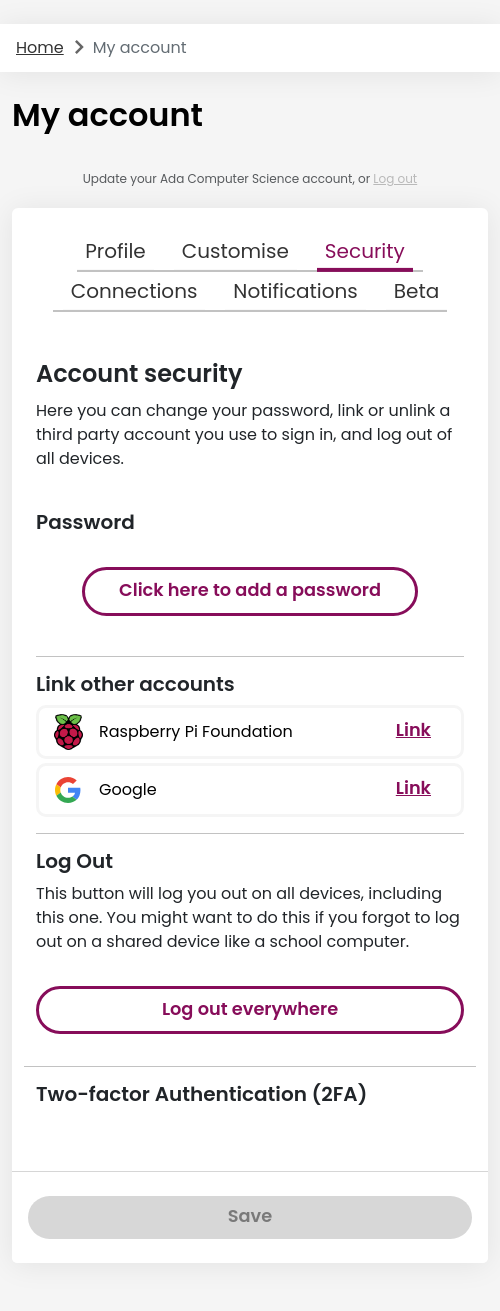 Home > My account
My account
Update your Ada Computer Science account, or Log out
Profile Customise Security
Connections Notifications Beta
Account security
Here you can change your password, link or unlink a
third party account you use to sign in, and log out of
all devices.
Password
Click here to add a password
Link other accounts
Raspberry Pi Foundation Link
Google Link
Log Out
This button will log you out on all devices, including
this one. You might want to do this if you forgot to log
out on a shared device like a school computer.
Log out everywhere
Two-factor Authentication (2FA)
Save